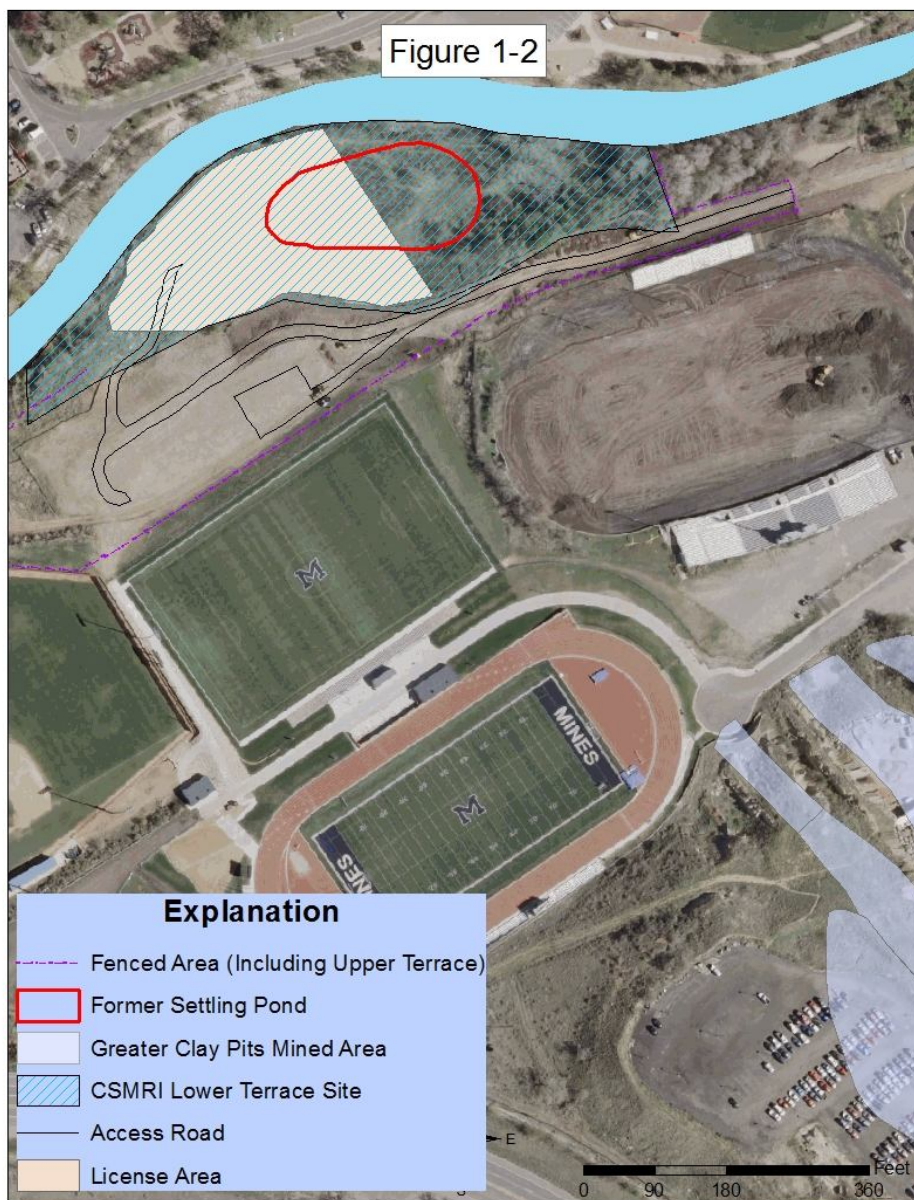 Figure 1-2
M
MINES
M
INES
Explanation
Fenced Area (Including Upper Terrace)
Former Settling Pond
Greater Clay Pits Mined Area
CSMRI Lower Terrace Site
Access Road
License Area
E
Feet
0 90 180 360